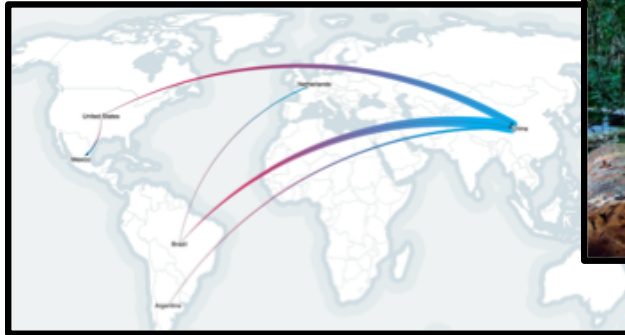 Netherlands
United States
China
Mexico
Brazil
Argentina